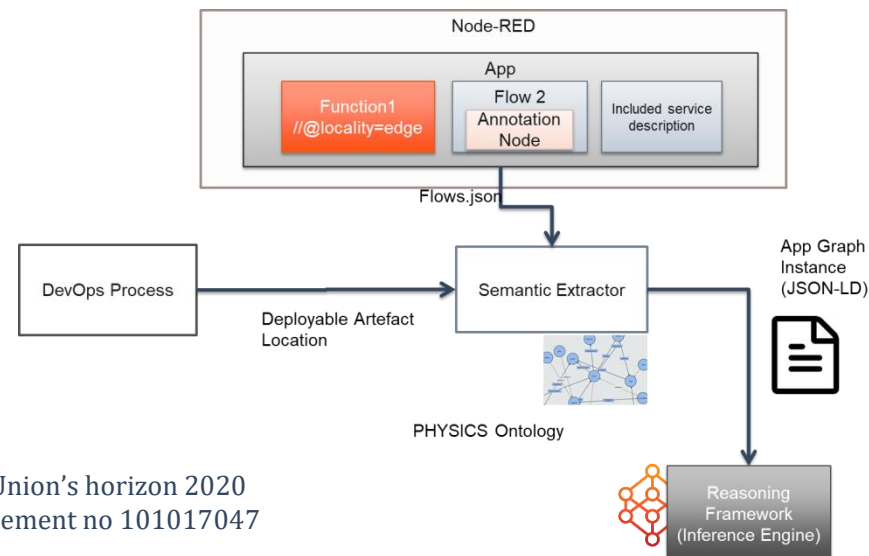 Node-RED
App
Function1
//@locality=edge
Flow 2
Annotation
Node
Included service
description
Flows.json
DevOps Process
Semantic Extractor
App Graph
Instance
(JSON-LD)
Deployable Artefact
Location
PHYSICS Ontology
Union's horizon 2020
ement no 101017047
Reasoning
Framework
(Inference Engine)